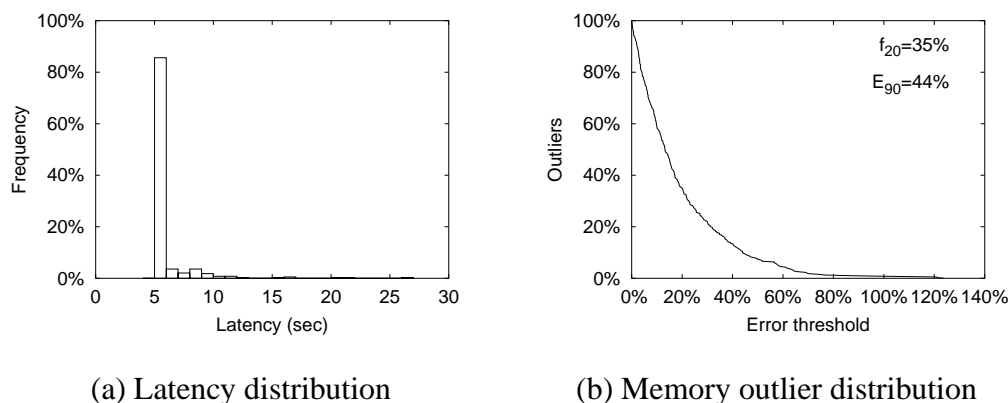 100%
80%
60%
40%
20%
0%
Frequency
0 5 10 15 20 25 30
Latency (sec)
(a) Latency distribution
100%
80%
60%
40%
20%
0%
Outliers
f20=35%
E90=44%
0% 20% 40% 60% 80% 100% 120% 140%
Error threshold
(b) Memory outlier distribution